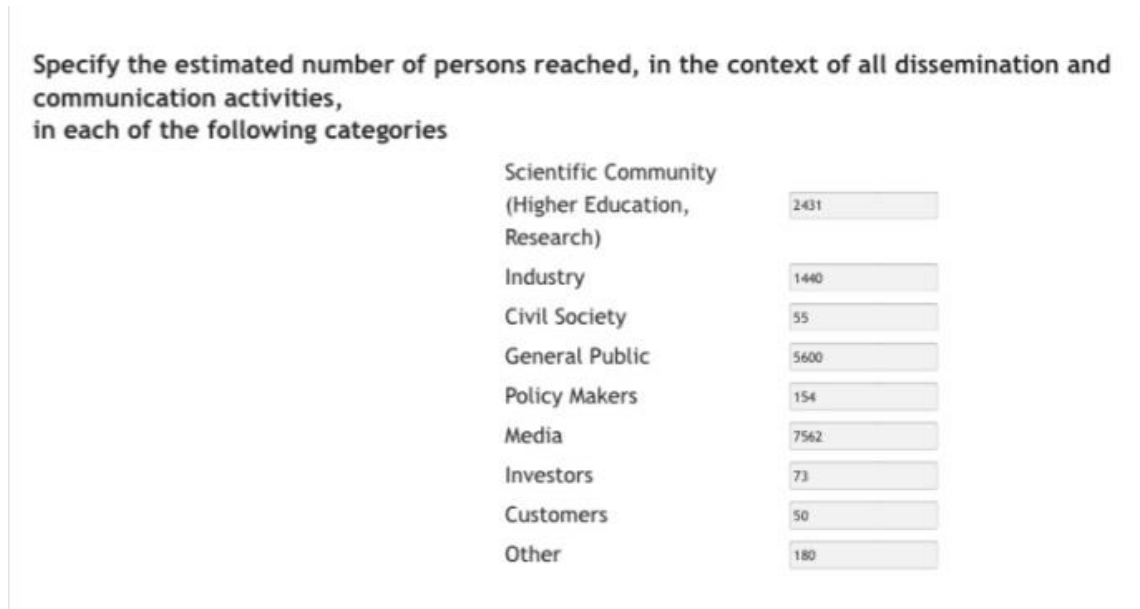 Specify the estimated number of persons reached, in the context of all dissemination and
communication activities,
in each of the following categories
Scientific Community
(Higher Education, 2431
Research)
Industry 1440
Civil Society 55
General Public 5600
Policy Makers 154
Media 7562
Investors 73
Customers 50
Other 180